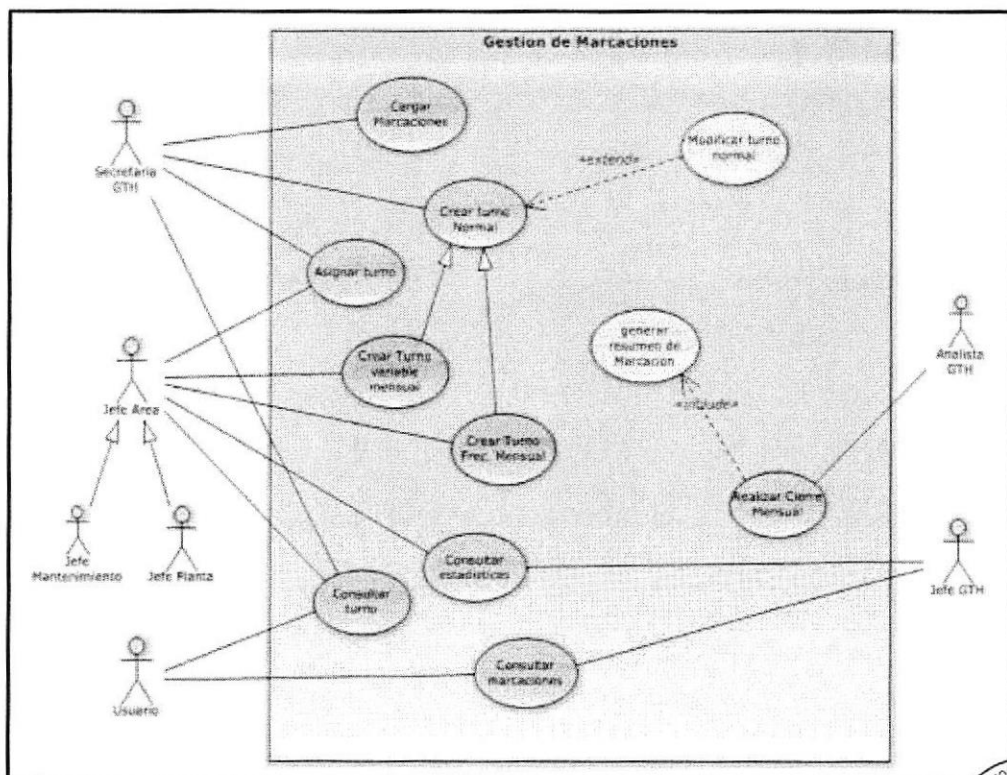 Gestion de Marcaciones
Cargar
Marcaciones
Modificar turno
normal
«extend»
Secretaria
GTH
Crear turno
Normal
Asignar turno
generar
resumen de
Marcacion
Analista
GTH
Crear Turno
variable
mensual
Jefe Area
«include»
Crear Turno
Frec. Mensual
Realizar Cierre
Mensual
Jefe
Mantenimiento
Jefe Planta
Consultar
estadisticas
Jefe GTH
Consultar
turno
Consultar
marcaciones
Usuario